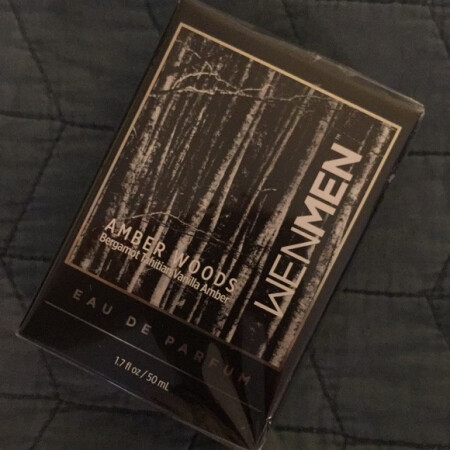 WENMEN
AMBER WOODS
Bergamot Tahitian Vanilla Amber
EAU DE PARFUM
1.7 fl oz / 50 mL